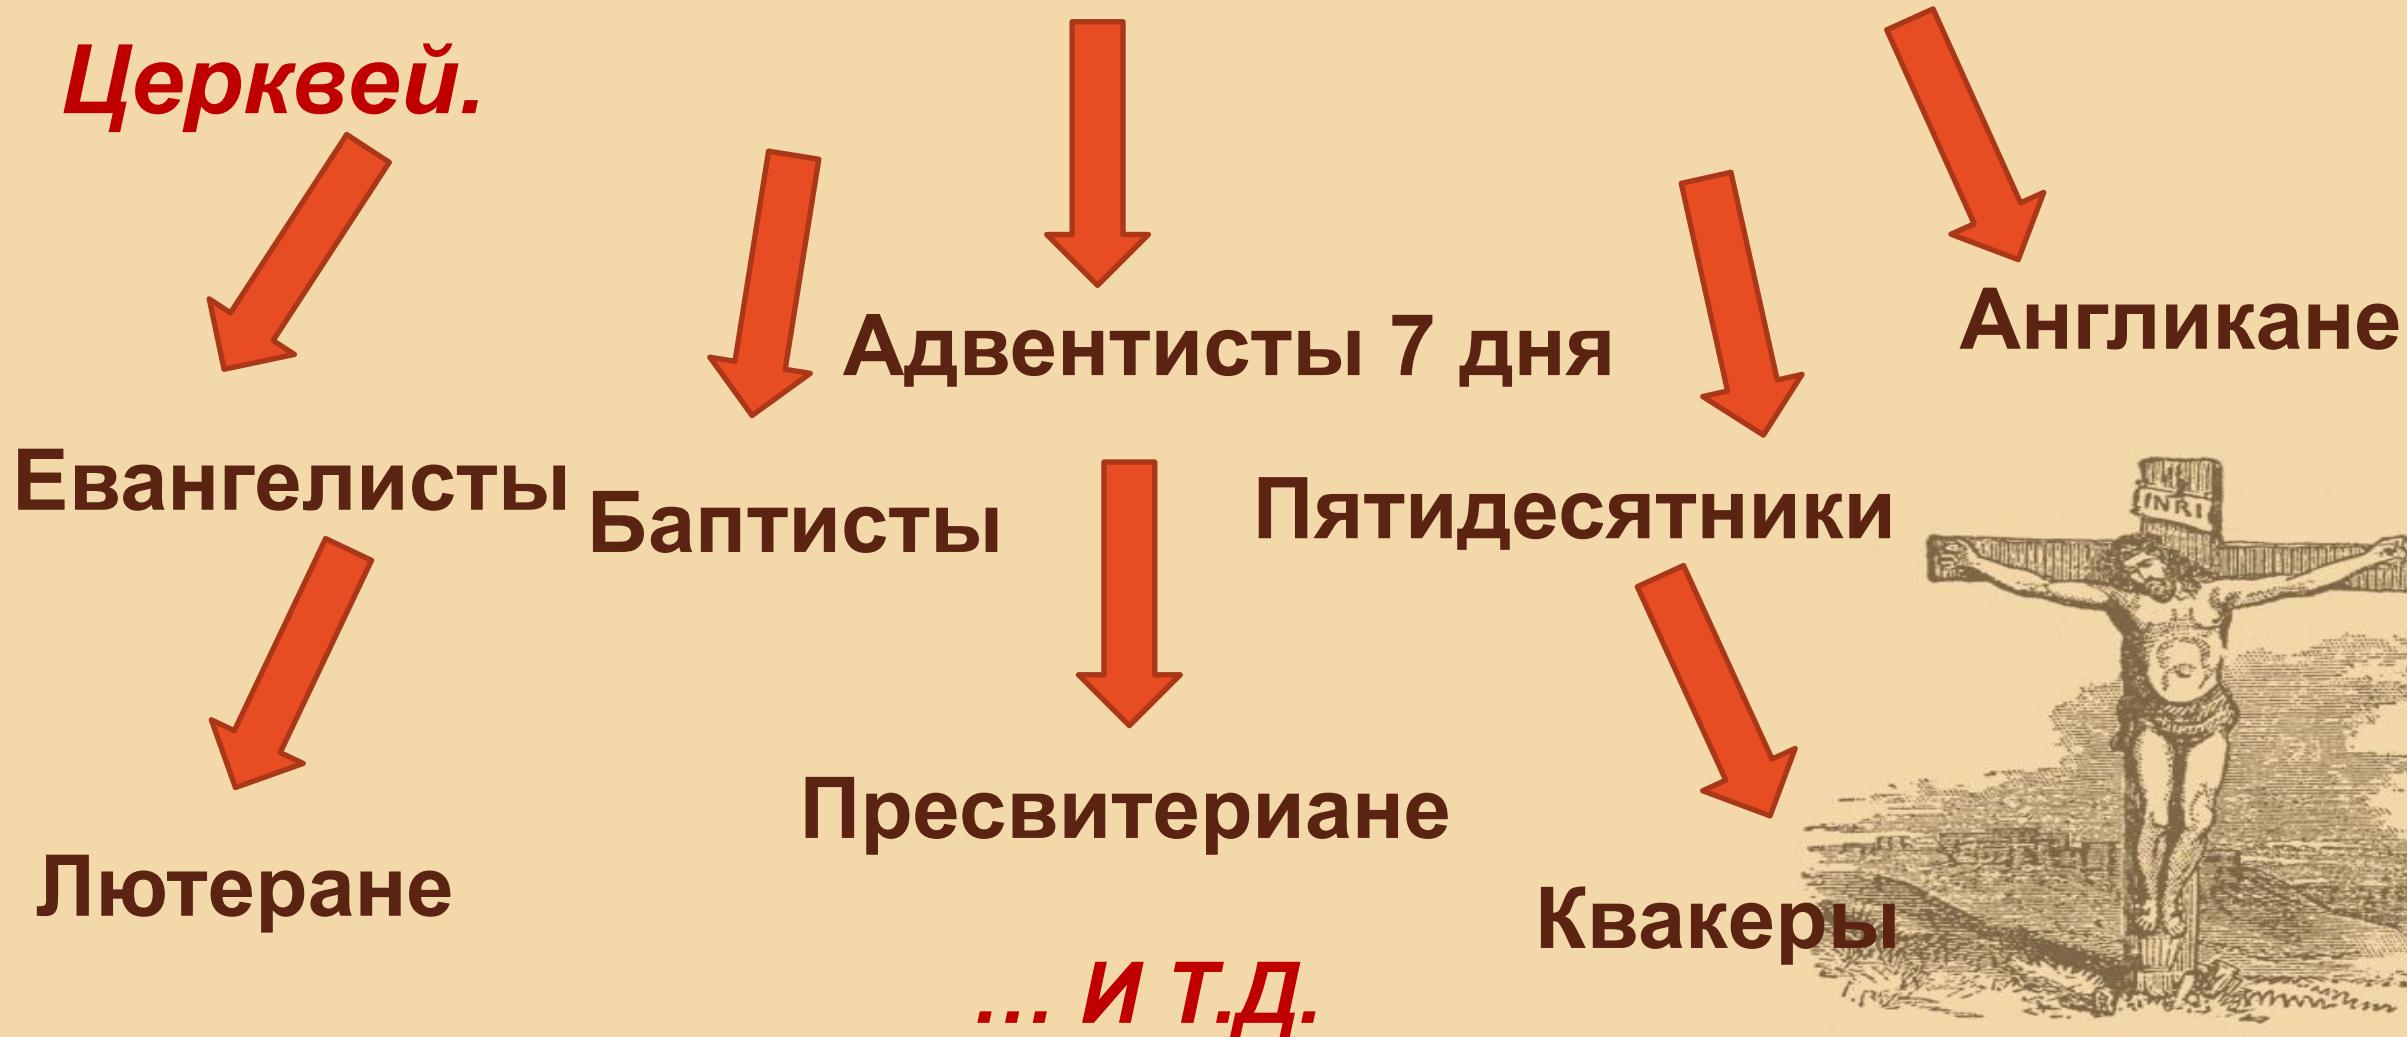 Церквей.
Англикане
Адвентисты 7 дня
Евангелисты
Баптисты
Пятидесятники
INRI
Пресвитериане
Лютеране
Квакеры
... И Т.Д.